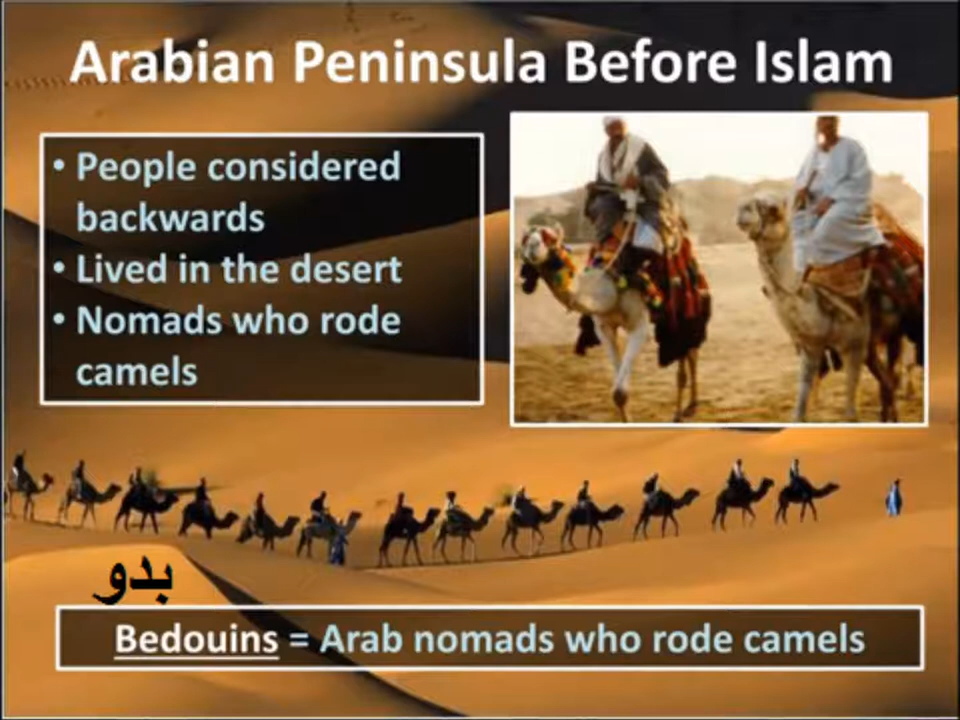 Arabian Peninsula Before Islam
• People considered
backwards
• Lived in the desert
• Nomads who rode
camels
بدو
Bedouins = Arab nomads who rode camels